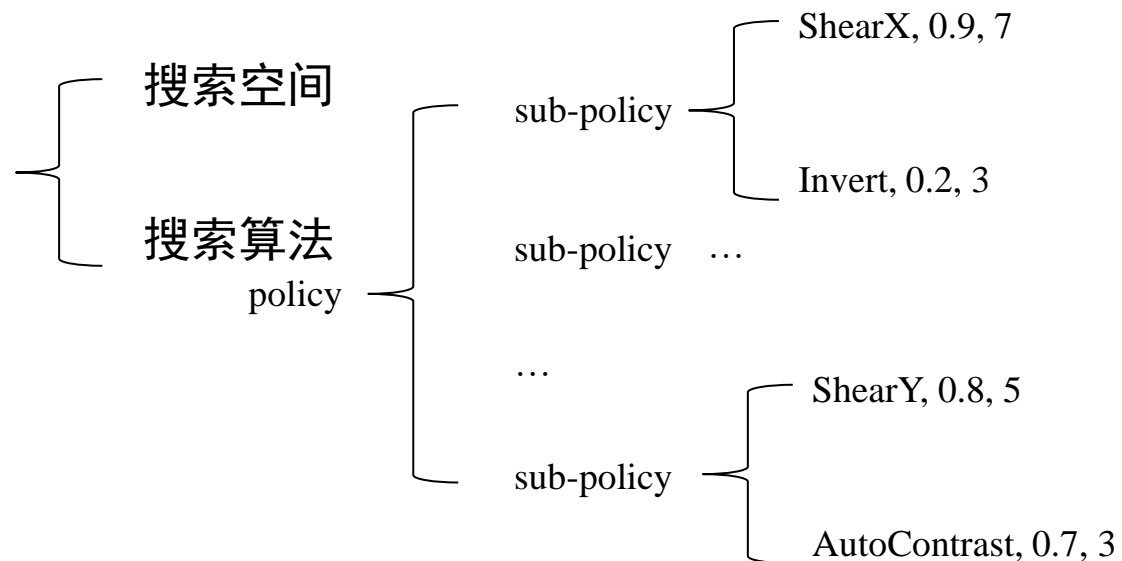 搜索空间
搜索算法
policy
sub-policy
ShearX, 0.9, 7
Invert, 0.2, 3
sub-policy …
…
sub-policy
ShearY, 0.8, 5
AutoContrast, 0.7, 3